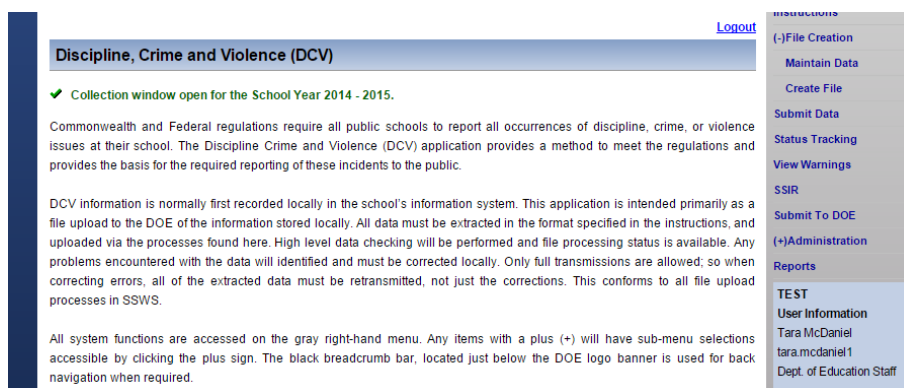 Logout
Discipline, Crime and Violence (DCV)
Collection window open for the School Year 2014 - 2015.
Commonwealth and Federal regulations require all public schools to report all occurrences of discipline, crime, or violence
issues at their school. The Discipline Crime and Violence (DCV) application provides a method to meet the regulations and
provides the basis for the required reporting of these incidents to the public.
DCV information is normally first recorded locally in the school's information system. This application is intended primarily as a
file upload to the DOE of the information stored locally. All data must be extracted in the format specified in the instructions, and
uploaded via the processes found here. High level data checking will be performed and file processing status is available. Any
problems encountered with the data will identified and must be corrected locally. Only full transmissions are allowed; so when
correcting errors, all of the extracted data must be retransmitted, not just the corrections. This conforms to all file upload
processes in SSWS.
All system functions are accessed on the gray right-hand menu. Any items with a plus (+) will have sub-menu selections
accessible by clicking the plus sign. The black breadcrumb bar, located just below the DOE logo banner is used for back
navigation when required.
Instructions
(-)File Creation
Maintain Data
Create File
Submit Data
Status Tracking
View Warnings
SSIR
Submit To DOE
(+)Administration
Reports
TEST
User Information
Tara McDaniel
tara.mcdaniel1
Dept. of Education Staff